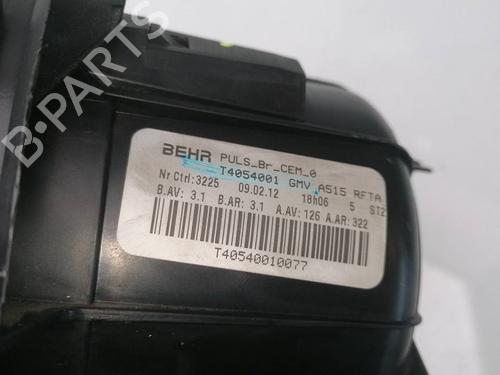 B-PARTS
BEHR PULS_Br_CEM_0
T4054001 GMV A515 RFTA
Nr Ctrl:3225 09.02.12 18h06 5 ST2
B.AV: 3.1 B.AR: 3.1 A.AV: 126 A.AR: 322
T40540010077